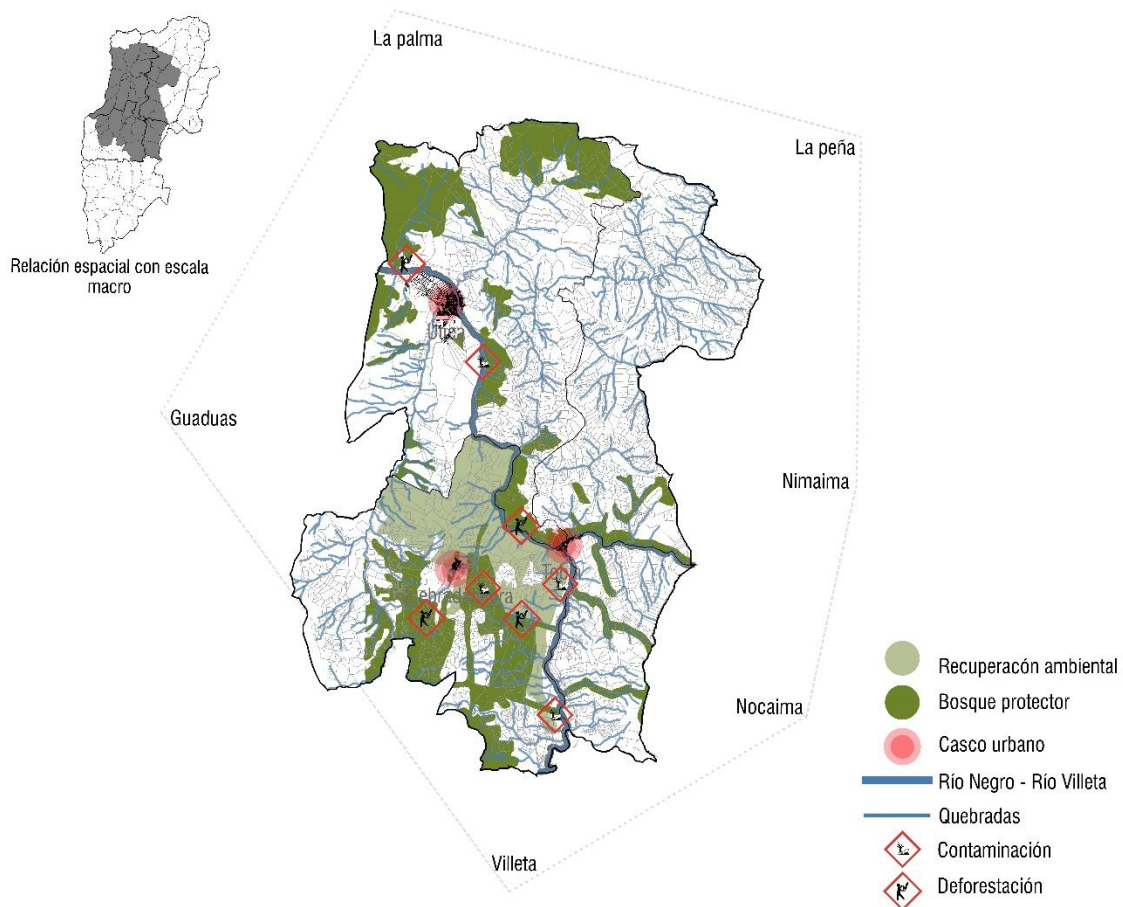 La palma
La peña
Relación espacial con escala
macro
Utica
Guaduas
Nimaima
Nocaima
Villeta
Recuperacón ambiental
Bosque protector
Casco urbano
Río Negro - Río Villeta
Quebradas
Contaminación
Deforestación